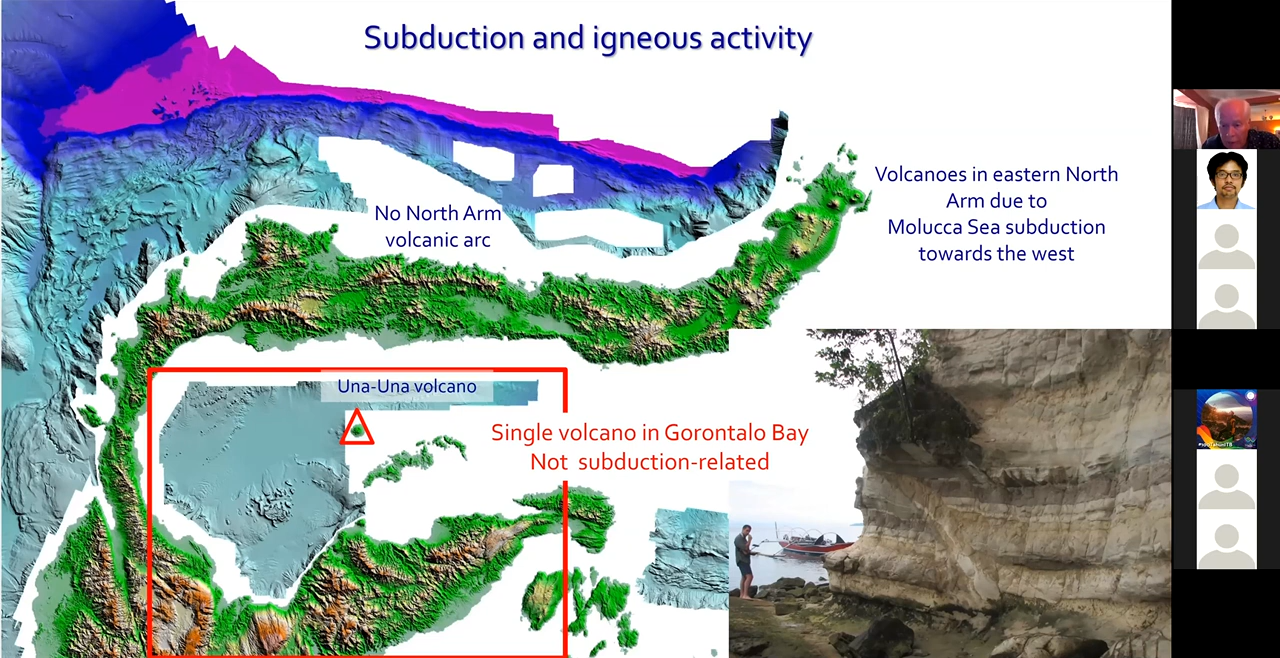 Subduction and igneous activity
Volcanoes in eastern North
Arm due to
Molucca Sea subduction
towards the west
No North Arm
volcanic arc
Una-Una volcano
Single volcano in Gorontalo Bay
Not subduction-related